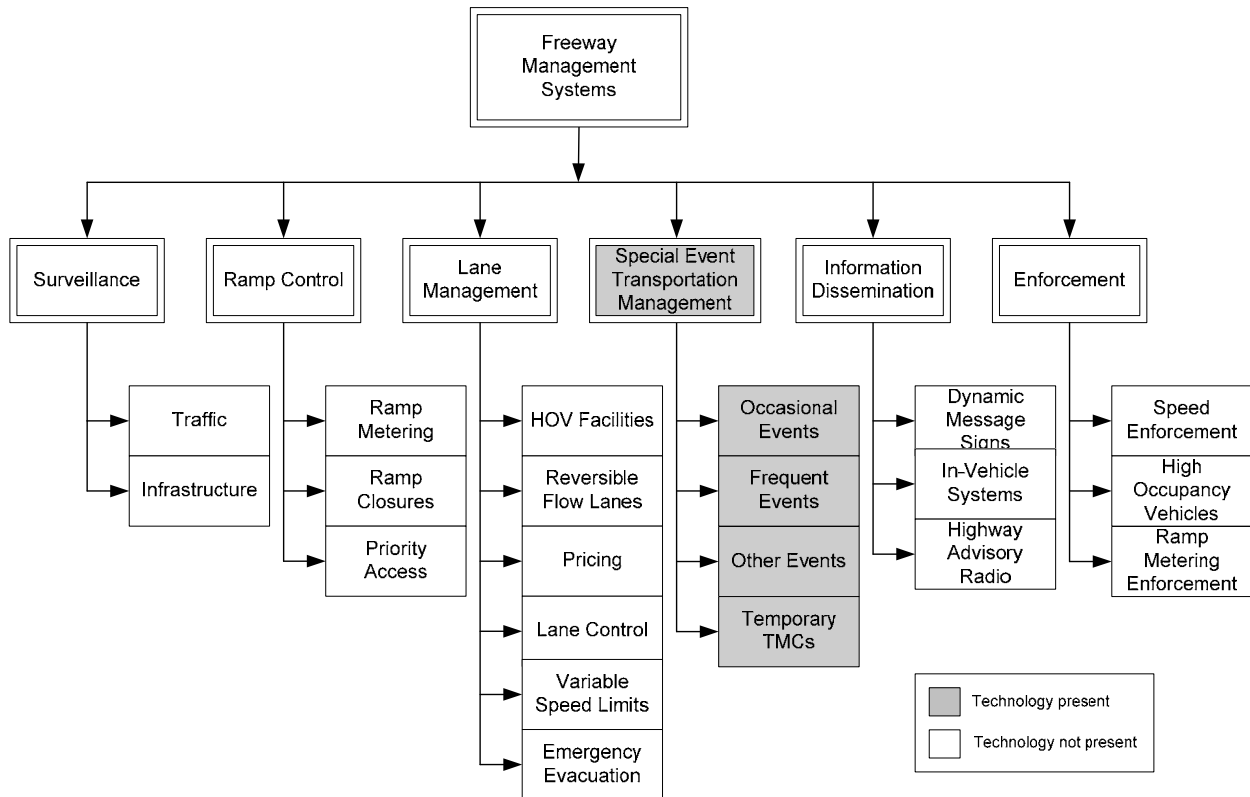 Freeway
Management
Systems
Surveillance
Ramp Control
Lane
Management
Special Event
Transportation
Management
Information
Dissemination
Enforcement
Traffic
Infrastructure
Ramp
Metering
Ramp
Closures
Priority
Access
HOV Facilities
Reversible
Flow Lanes
Pricing
Lane Control
Variable
Speed Limits
Emergency
Evacuation
Occasional
Events
Frequent
Events
Other Events
Temporary
TMCs
Dynamic
Message
Signs
In-Vehicle
Systems
Highway
Advisory
Radio
Speed
Enforcement
High
Occupancy
Vehicles
Ramp
Metering
Enforcement
Technology present
Technology not present